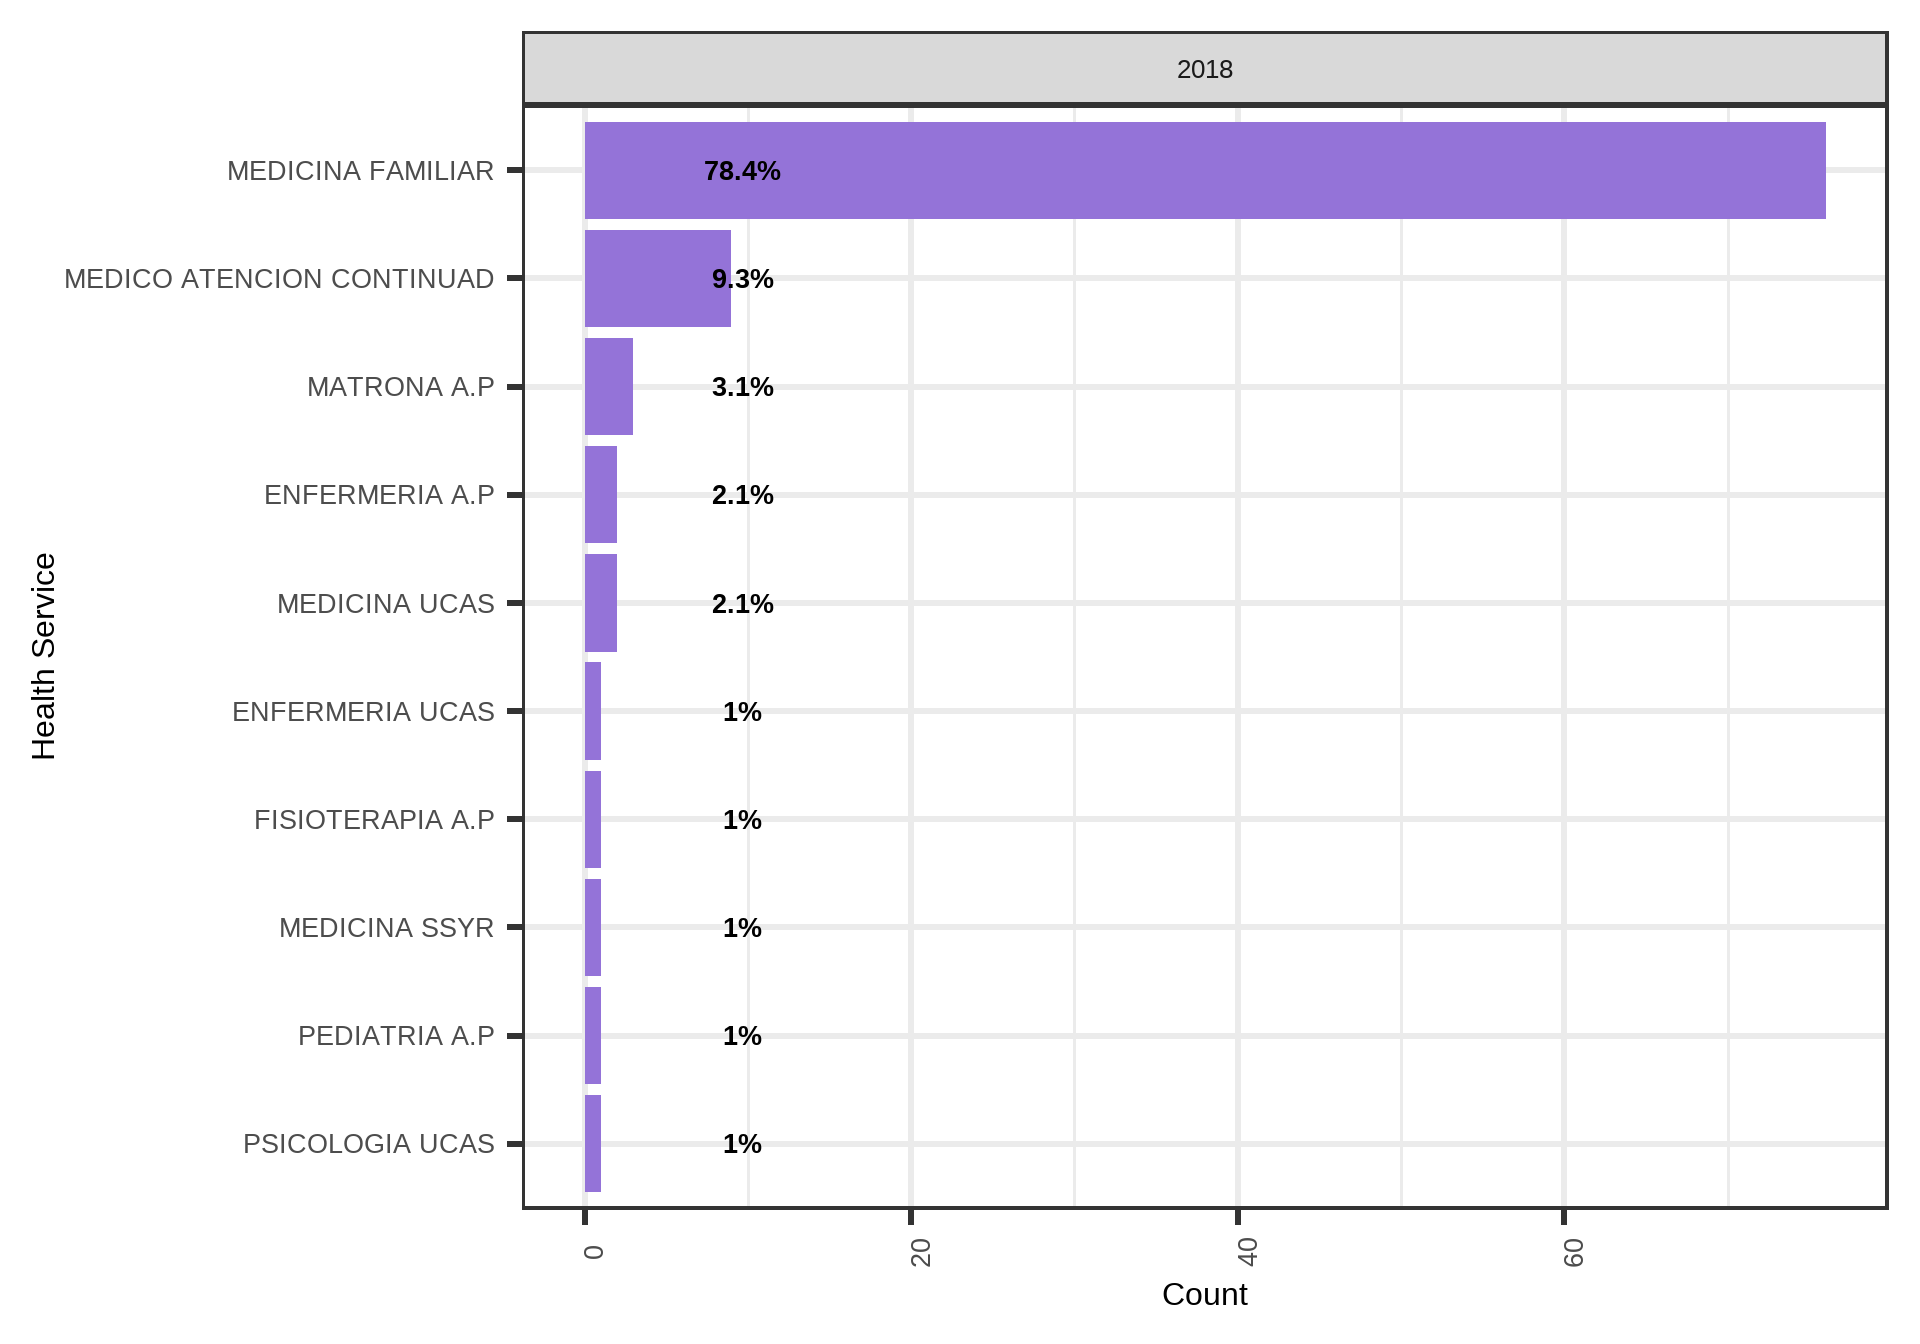 2018
MEDICINA FAMILIAR 78.4%
MEDICO ATENCION CONTINUAD 9.3%
MATRONA A.P 3.1%
ENFERMERIA A.P 2.1%
MEDICINA UCAS 2.1%
ENFERMERIA UCAS 1%
FISIOTERAPIA A.P 1%
MEDICINA SSYR 1%
PEDIATRIA A.P 1%
PSICOLOGIA UCAS 1%
Health Service
0 20 40 60
Count